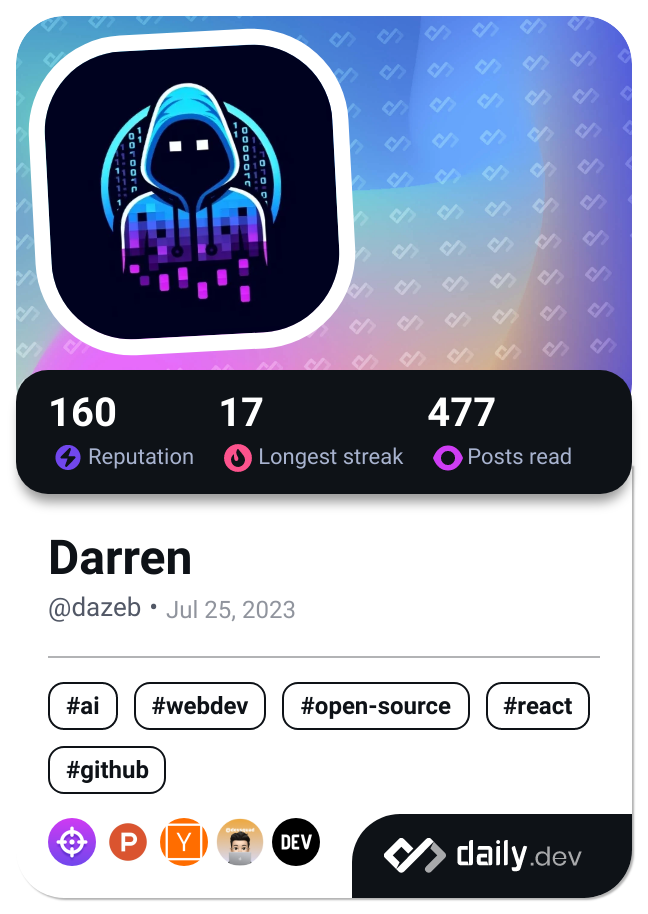 160 17 477
Reputation Longest streak Posts read
Darren
@dazeb • Jul 25, 2023
#ai #webdev #open-source #react
#github
P Y DEV
daily.dev